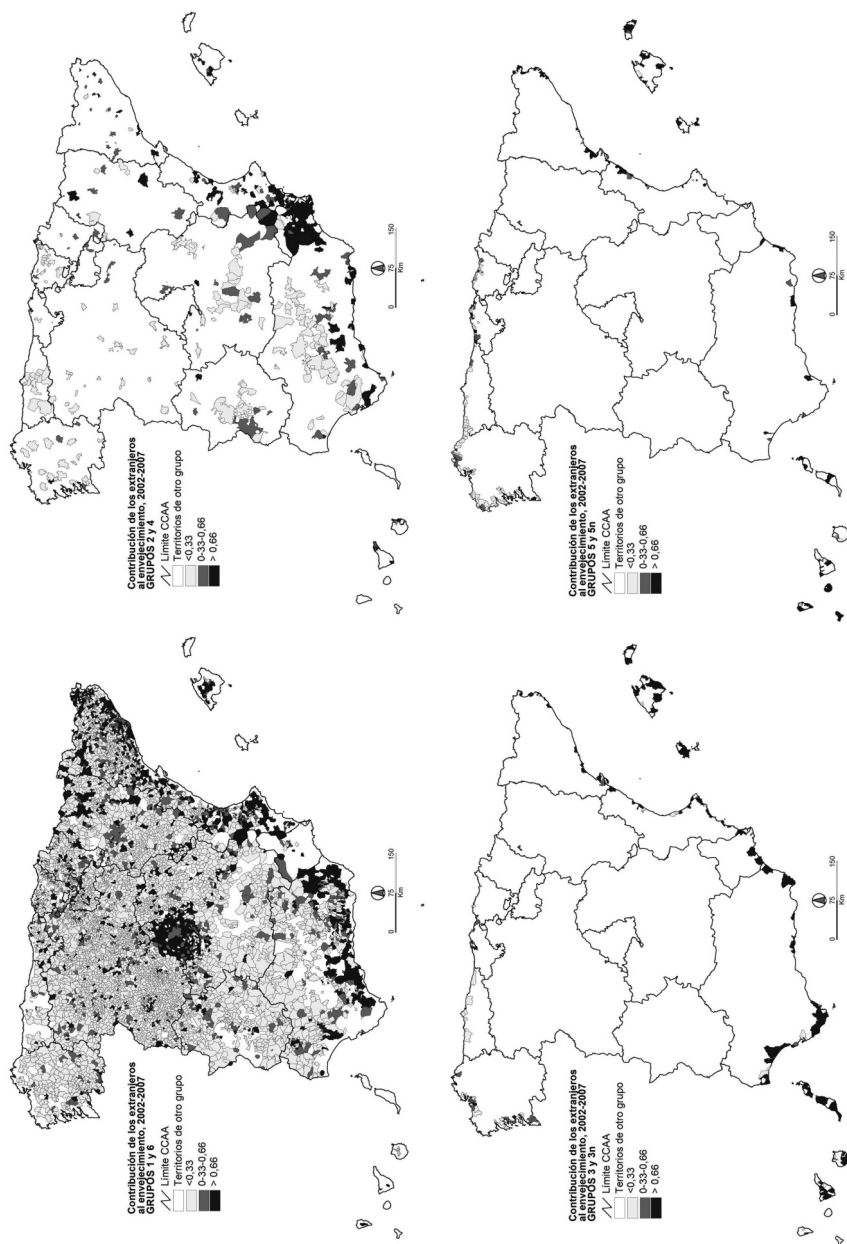 Contribución de los extranjeros
al envejecimiento, 2002-2007
GRUPOS 1 y 6
Límite CCAA
Territorios de otro grupo
<0,33
0-33-0,66
> 0,66
0 75 150
Km
Contribución de los extranjeros
al envejecimiento, 2002-2007
GRUPOS 2 y 4
Límite CCAA
Territorios de otro grupo
<0,33
0-33-0,66
> 0,66
0 75 150
Km
Contribución de los extranjeros
al envejecimiento, 2002-2007
GRUPOS 3 y 3n
Límite CCAA
Territorios de otro grupo
<0,33
0-33-0,66
> 0,66
0 75 150
Km
Contribución de los extranjeros
al envejecimiento, 2002-2007
GRUPOS 5 y 5n
Límite CCAA
Territorios de otro grupo
<0,33
0-33-0,66
> 0,66
0 75 150
Km